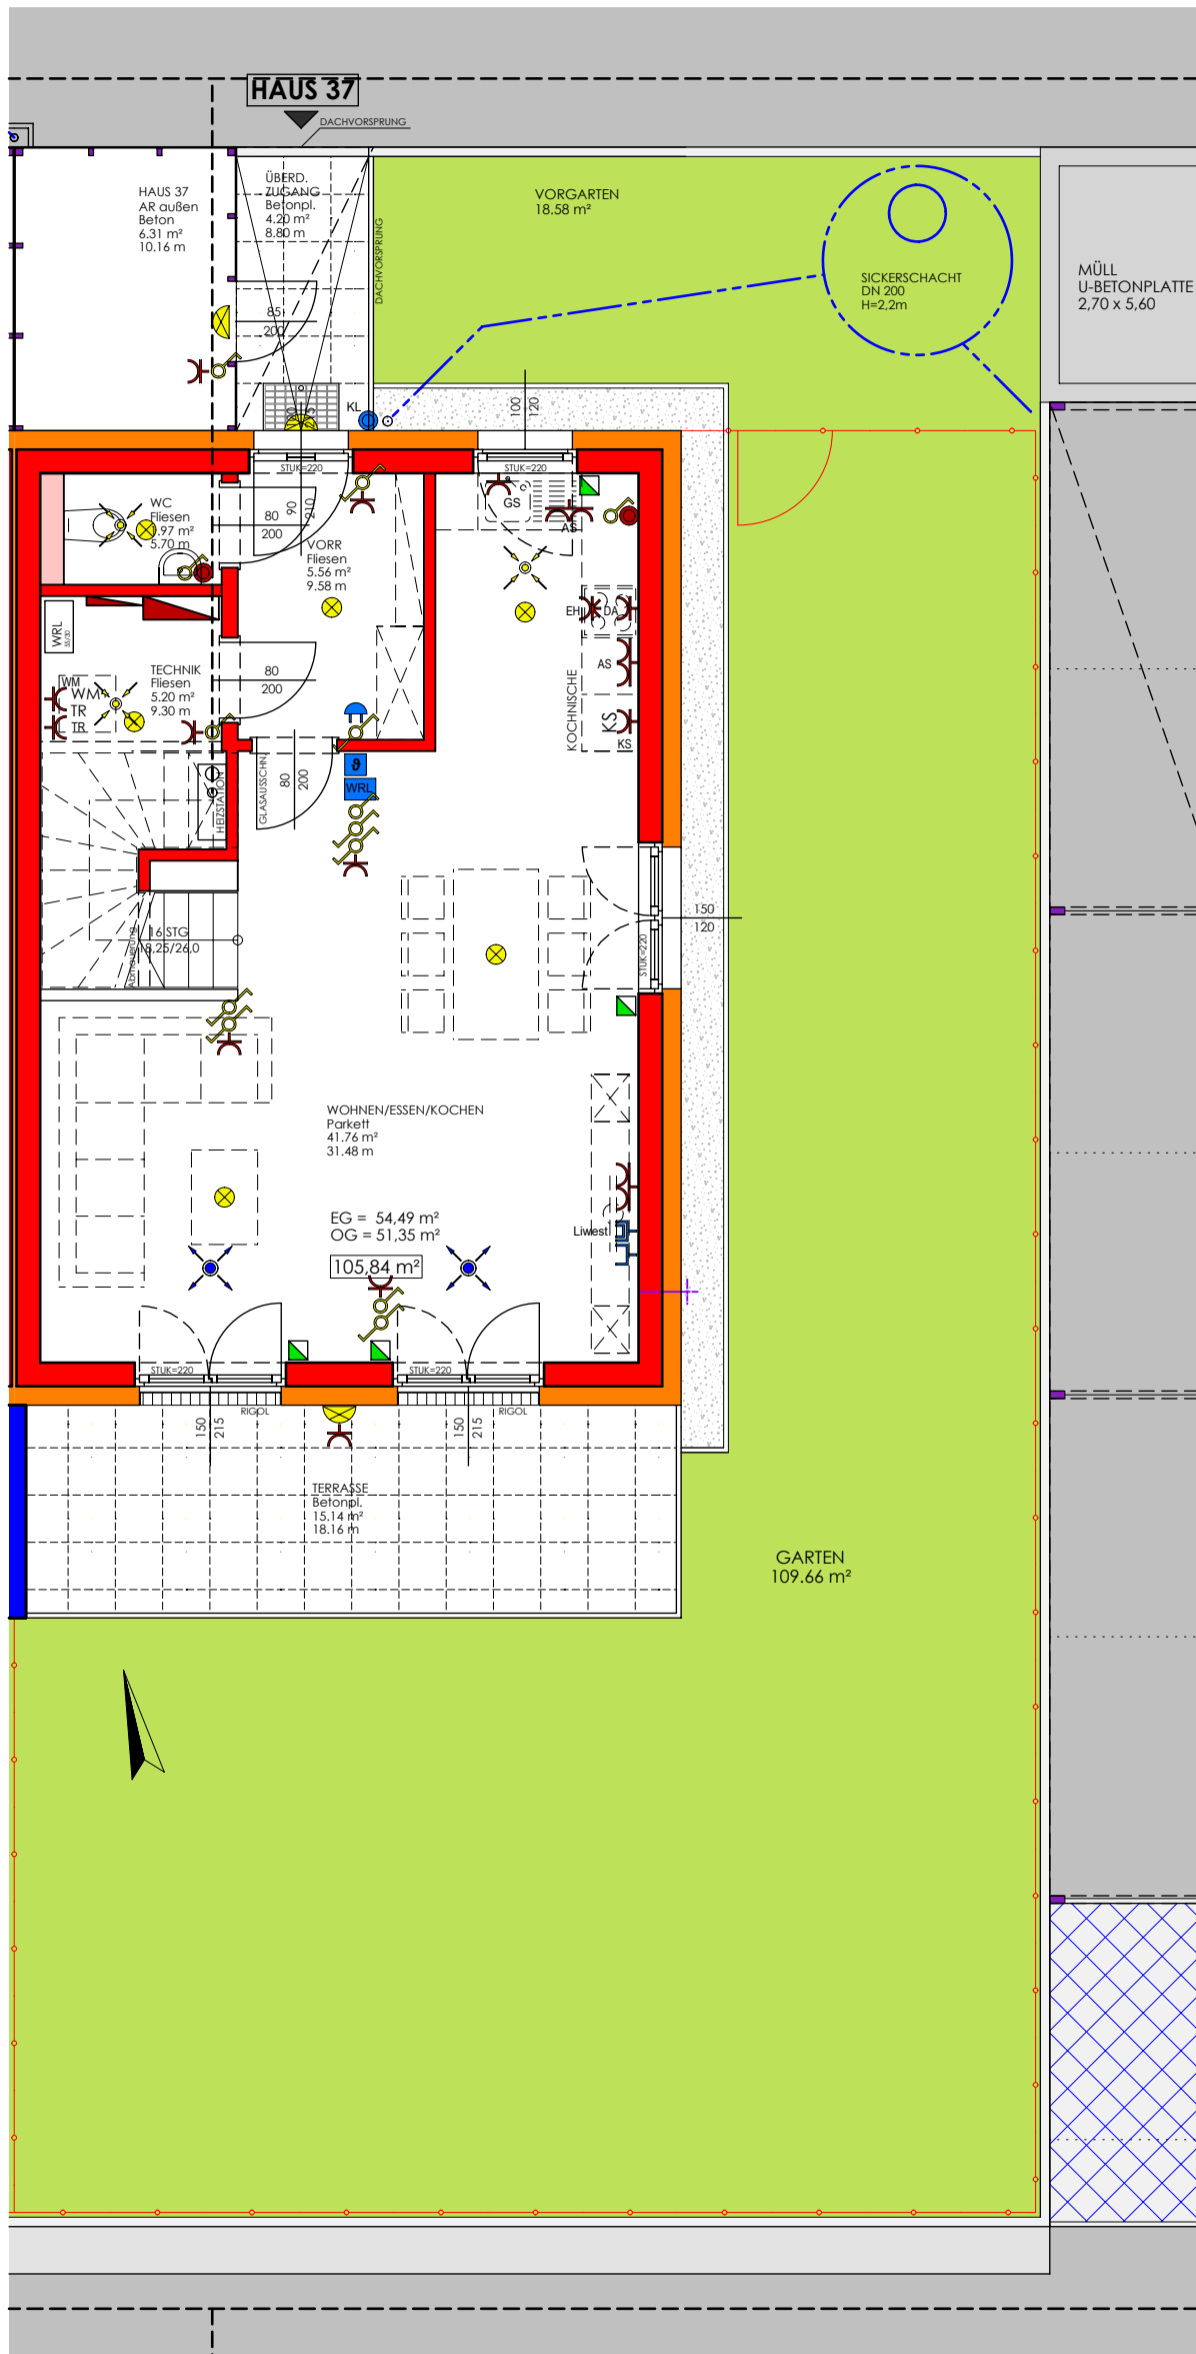 HAUS 37
DACHVORSPRUNG
HAUS 37
AR außen
Beton
6.31 m²
10.16 m
ÜBERD.
ZUGANG
Betonpl.
4.20 m²
8.80 m
DACHVORSPRUNG
VORGARTEN
18.58 m²
SICKERSCHACHT
DN 200
H=2,2m
MÜLL
U-BETONPLATTE
2,70 x 5,60
85
200
KL
100
120
STUK=220
STUK=220
WC
Fliesen
5.70 m
80
200
90
210
VORR
Fliesen
5.56 m²
9.58 m
GS
AS
EH
DA
AS
KOCHNISCHE
KS
KS
WRL
TECHNIK
Fliesen
5.20 m²
9.30 m
WM
WM
TR
TR
80
200
HEIZSTATION
GLASAUSSCHN.
80
200
WRL
16 STG
18,25/26,0
150
120
STUK=220
WOHNEN/ESSEN/KOCHEN
Parkett
41.76 m²
31.48 m
EG = 54,49 m²
OG = 51,35 m²
105,84 m²
Liwest
STUK=220
STUK=220
RIGOL
RIGOL
150
215
150
215
TERRASSE
Betonpl.
15.14 m²
18.16 m
GARTEN
109.66 m²